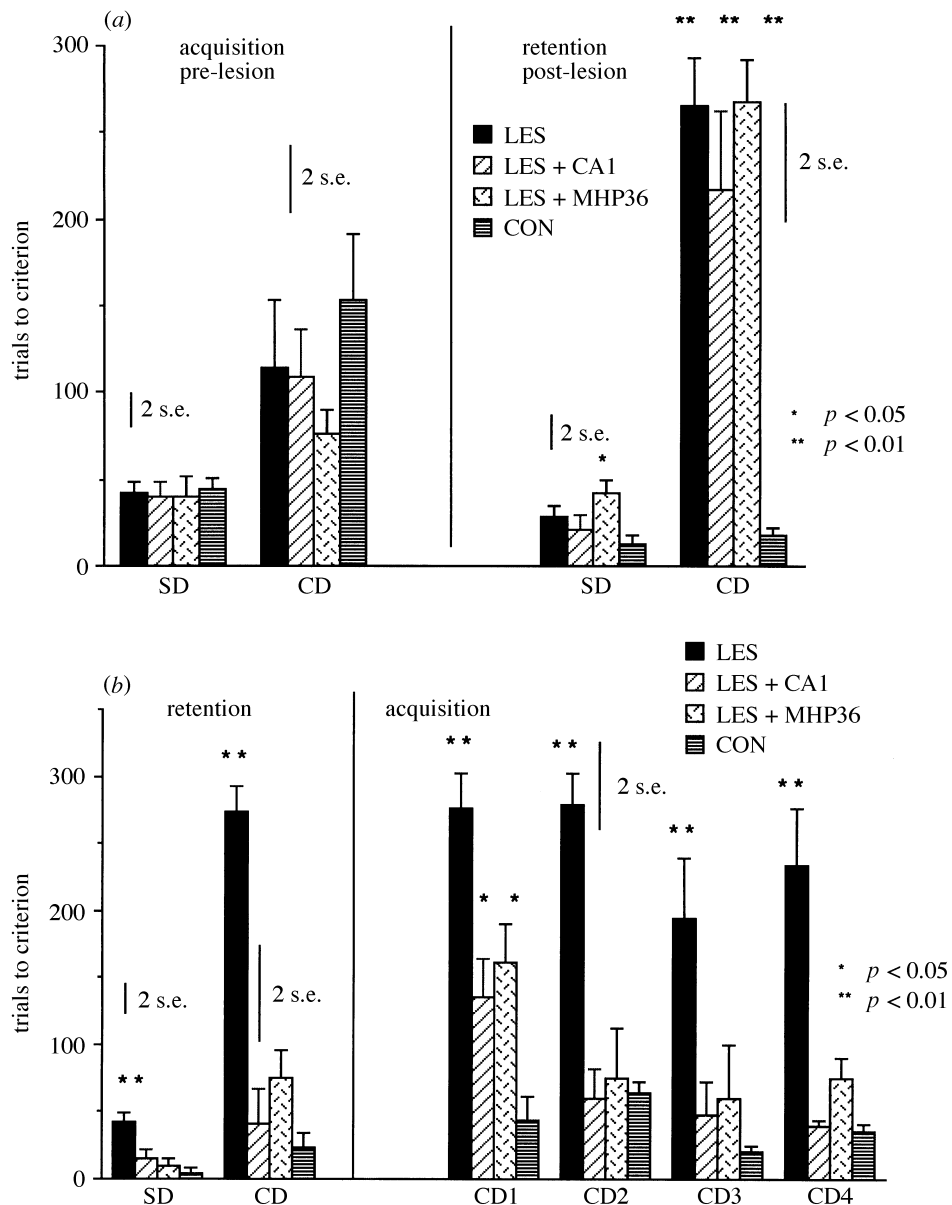 (a)
300
200
100
0
trials to criterion
acquisition
pre-lesion
2 s.e.
2 s.e.
SD
CD
retention
post-lesion
LES
LES + CA1
LES + MHP36
CON
** ** **
2 s.e.
2 s.e.
*
* p < 0.05
** p < 0.01
SD
CD
(b)
300
200
100
0
trials to criterion
retention
**
**
2 s.e.
2 s.e.
SD
CD
acquisition
LES
LES + CA1
LES + MHP36
CON
**
**
**
**
* *
2 s.e.
* p < 0.05
** p < 0.01
CD1
CD2
CD3
CD4